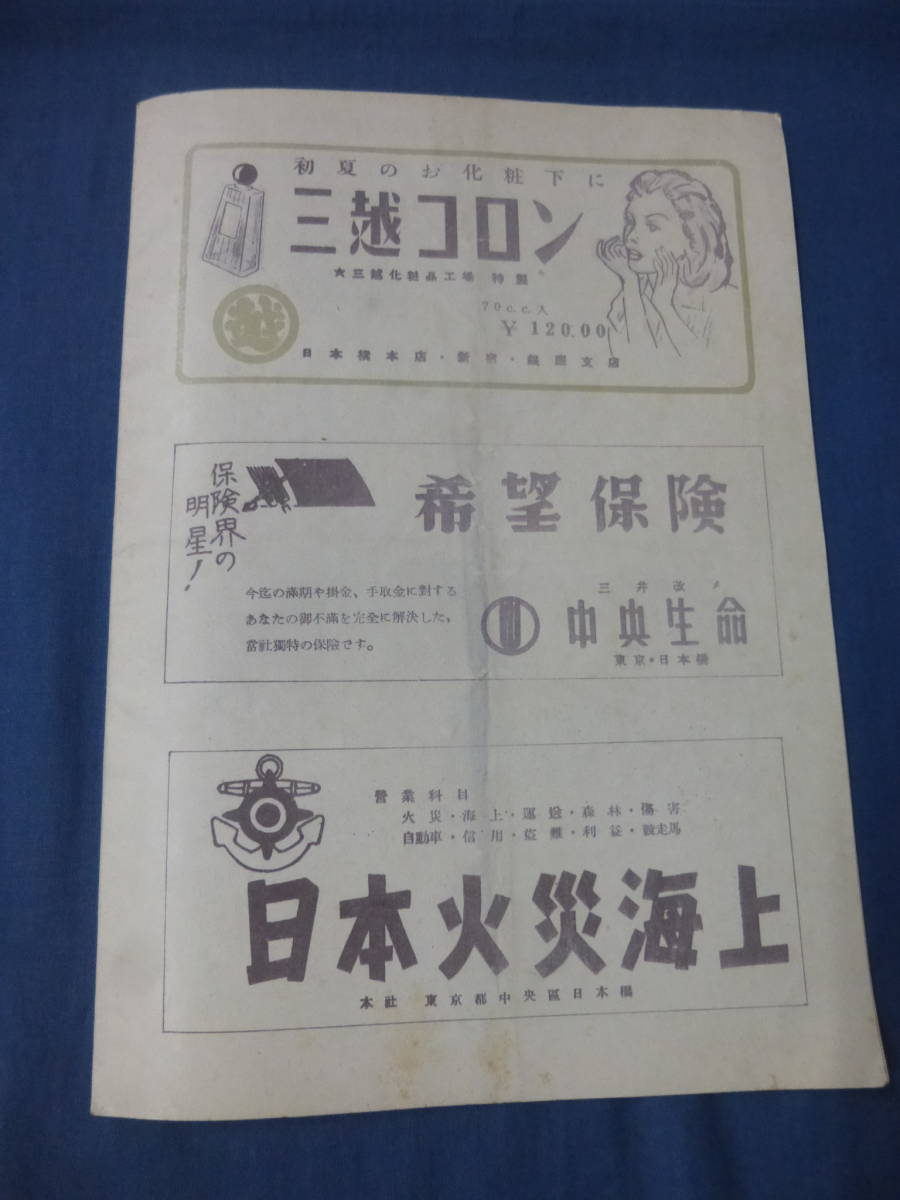 初夏のお化粧下に
三越コロン
★三越化粧品工場 特製
70c.c.入
¥120.00
越
日本橋本店・新宿・銀座支店
保険界の
明星！
希望保険
今迄の滿期や掛金、手取金に對する
あなたの御不滿を完全に解決した，
當社獨特の保險です。
三井改メ
中央生命
東京・日本橋
營業科目
火災・海上・運送・森林・傷害
自動車・信用・盗難・利益・競走馬
日本火災海上
本社 東京都中央區日本橋